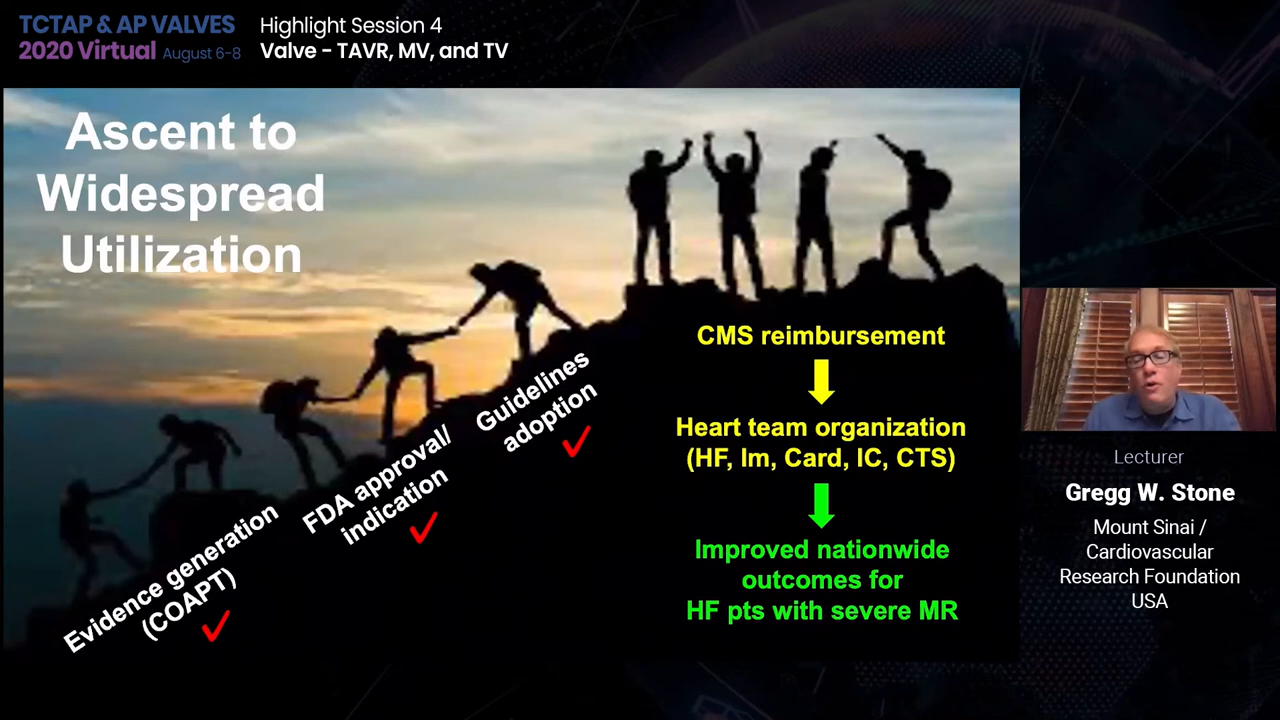 TCTAP & AP VALVES
2020 Virtual August 6-8
Highlight Session 4
Valve - TAVR, MV, and TV
Ascent to
Widespread
Utilization
Evidence generation
(COAPT)
FDA approval/
indication
Guidelines
adoption
CMS reimbursement
Heart team organization
(HF, Im, Card, IC, CTS)
Improved nationwide
outcomes for
HF pts with severe MR
Lecturer
Gregg W. Stone
Mount Sinai /
Cardiovascular
Research Foundation
USA